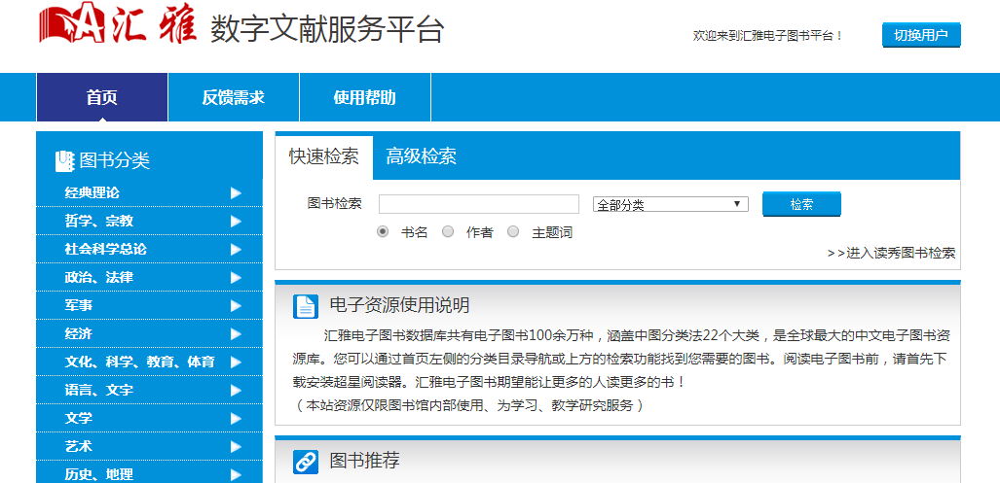 汇雅 数字文献服务平台
欢迎来到汇雅电子图书平台！ 切换用户
首页 反馈需求 使用帮助
图书分类
经典理论
哲学、宗教
社会科学总论
政治、法律
军事
经济
文化、科学、教育、体育
语言、文字
文学
艺术
历史、地理
快速检索 高级检索
图书检索 全部分类 检索
书名 作者 主题词
>>进入读秀图书检索
电子资源使用说明
汇雅电子图书数据库共有电子图书100余万种，涵盖中图分类法22个大类，是全球最大的中文电子图书资
源库。您可以通过首页左侧的分类目录导航或上方的检索功能找到您需要的图书。阅读电子图书前，请首先下
载安装超星阅读器。汇雅电子图书期望能让更多的人读更多的书！
（本站资源仅限图书馆内部使用、为学习、教学研究服务）
图书推荐